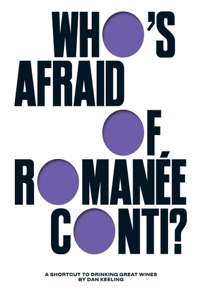 WHO'S
AFRAID
OF
ROMANÉE
CONTI?
A SHORTCUT TO DRINKING GREAT WINES
BY DAN KEELING